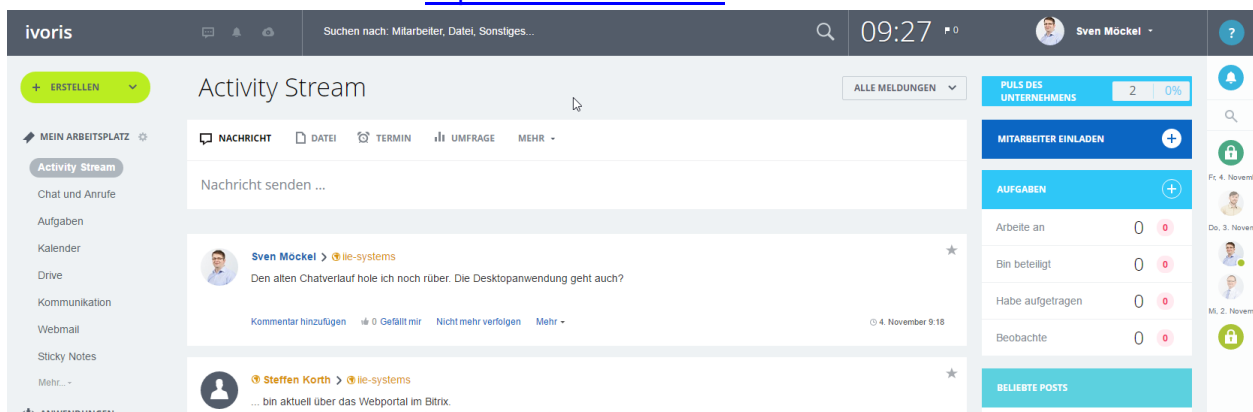 ivoris
Suchen nach: Mitarbeiter, Datei, Sonstiges...
09:27
0
Sven Möckel
?
+ ERSTELLEN
Activity Stream
ALLE MELDUNGEN
PULS DES
UNTERNEHMENS
2 0%
MEIN ARBEITSPLATZ
NACHRICHT DATEI TERMIN UMFRAGE MEHR
MITARBEITER EINLADEN
Activity Stream
Nachricht senden ...
Chat und Anrufe
AUFGABEN
Aufgaben
Arbeite an 0 0
Kalender
Bin beteiligt 0 0
Drive
Habe aufgetragen 0 0
Kommunikation
Beobachte 0 0
Webmail
Sticky Notes
Mehr...
BELIEBTE POSTS
Sven Möckel > iie-systems
Den alten Chatverlauf hole ich noch rüber. Die Desktopanwendung geht auch?
Kommentar hinzufügen 0 Gefällt mir Nicht mehr verfolgen Mehr
4. November 9:18
Steffen Korth > iie-systems
... bin aktuell über das Webportal im Bitrix.
Fr, 4. Novem
Do, 3. Noven
Mi, 2. Novem